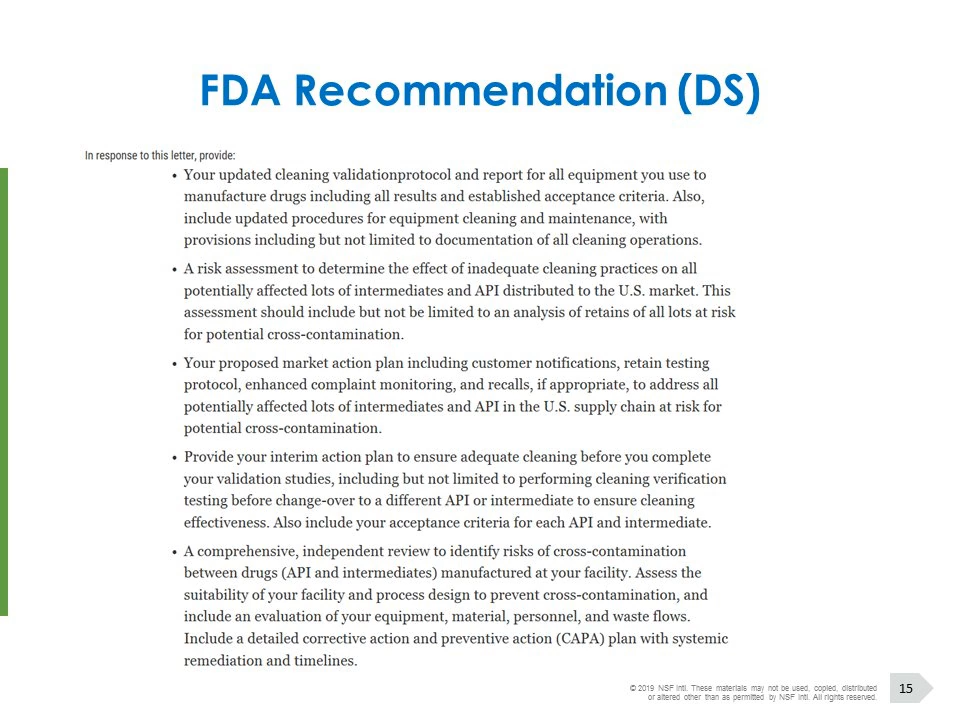 FDA Recommendation (DS)
In response to this letter, provide:
• Your updated cleaning validationprotocol and report for all equipment you use to
manufacture drugs including all results and established acceptance criteria. Also,
include updated procedures for equipment cleaning and maintenance, with
provisions including but not limited to documentation of all cleaning operations.
• A risk assessment to determine the effect of inadequate cleaning practices on all
potentially affected lots of intermediates and API distributed to the U.S. market. This
assessment should include but not be limited to an analysis of retains of all lots at risk
for potential cross-contamination.
• Your proposed market action plan including customer notifications, retain testing
protocol, enhanced complaint monitoring, and recalls, if appropriate, to address all
potentially affected lots of intermediates and API in the U.S. supply chain at risk for
potential cross-contamination.
• Provide your interim action plan to ensure adequate cleaning before you complete
your validation studies, including but not limited to performing cleaning verification
testing before change-over to a different API or intermediate to ensure cleaning
effectiveness. Also include your acceptance criteria for each API and intermediate.
• A comprehensive, independent review to identify risks of cross-contamination
between drugs (API and intermediates) manufactured at your facility. Assess the
suitability of your facility and process design to prevent cross-contamination, and
include an evaluation of your equipment, material, personnel, and waste flows.
Include a detailed corrective action and preventive action (CAPA) plan with systemic
remediation and timelines.
© 2019 NSF Intl. These materials may not be used, copied, distributed
or altered other than as permitted by NSF Intl. All rights reserved.
15